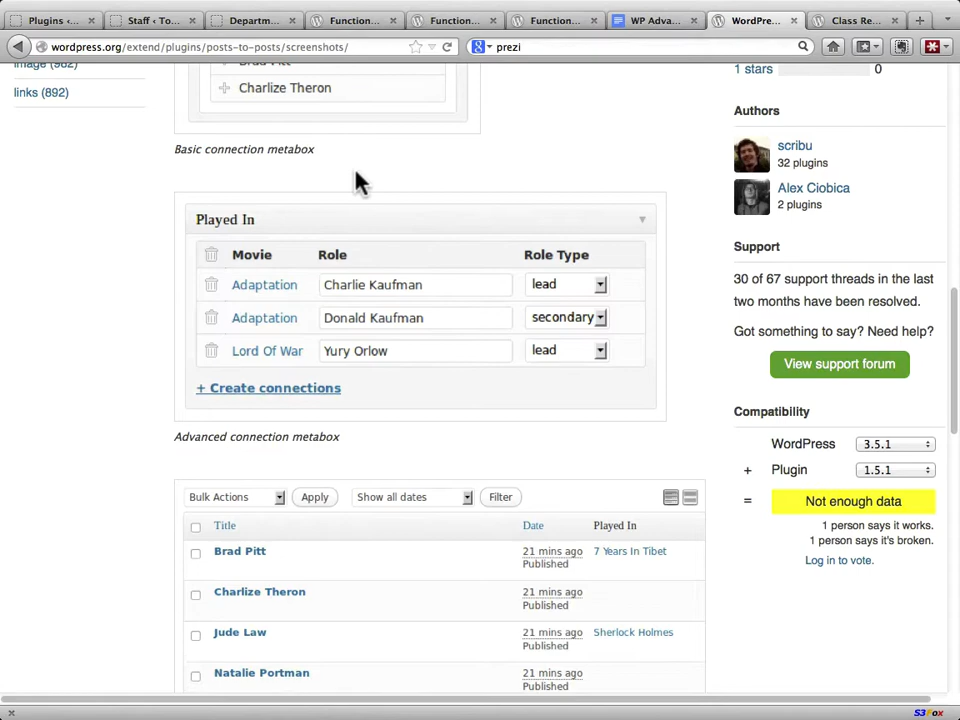 Plugins ‹... ×
Staff ‹ To... ×
Departm... ×
Function... ×
Function... ×
Function... ×
WP Adva... ×
WordPre... ×
Class Re... ×
wordpress.org/extend/plugins/posts-to-posts/screenshots/
prezi
image (982)
links (892)
Brad Pitt
Charlize Theron
Basic connection metabox
Played In
Movie Role Role Type
Adaptation Charlie Kaufman lead
Adaptation Donald Kaufman secondary
Lord Of War Yury Orlow lead
+ Create connections
Advanced connection metabox
Bulk Actions Apply Show all dates Filter
Title Date Played In
Brad Pitt 21 mins ago 7 Years In Tibet
Published
Charlize Theron 21 mins ago
Published
Jude Law 21 mins ago Sherlock Holmes
Published
Natalie Portman 21 mins ago
Published
1 stars 0
Authors
scribu
32 plugins
Alex Ciobica
2 plugins
Support
30 of 67 support threads in the last
two months have been resolved.
Got something to say? Need help?
View support forum
Compatibility
WordPress 3.5.1
+ Plugin 1.5.1
= Not enough data
1 person says it works.
1 person says it's broken.
Log in to vote.
× S3Fox